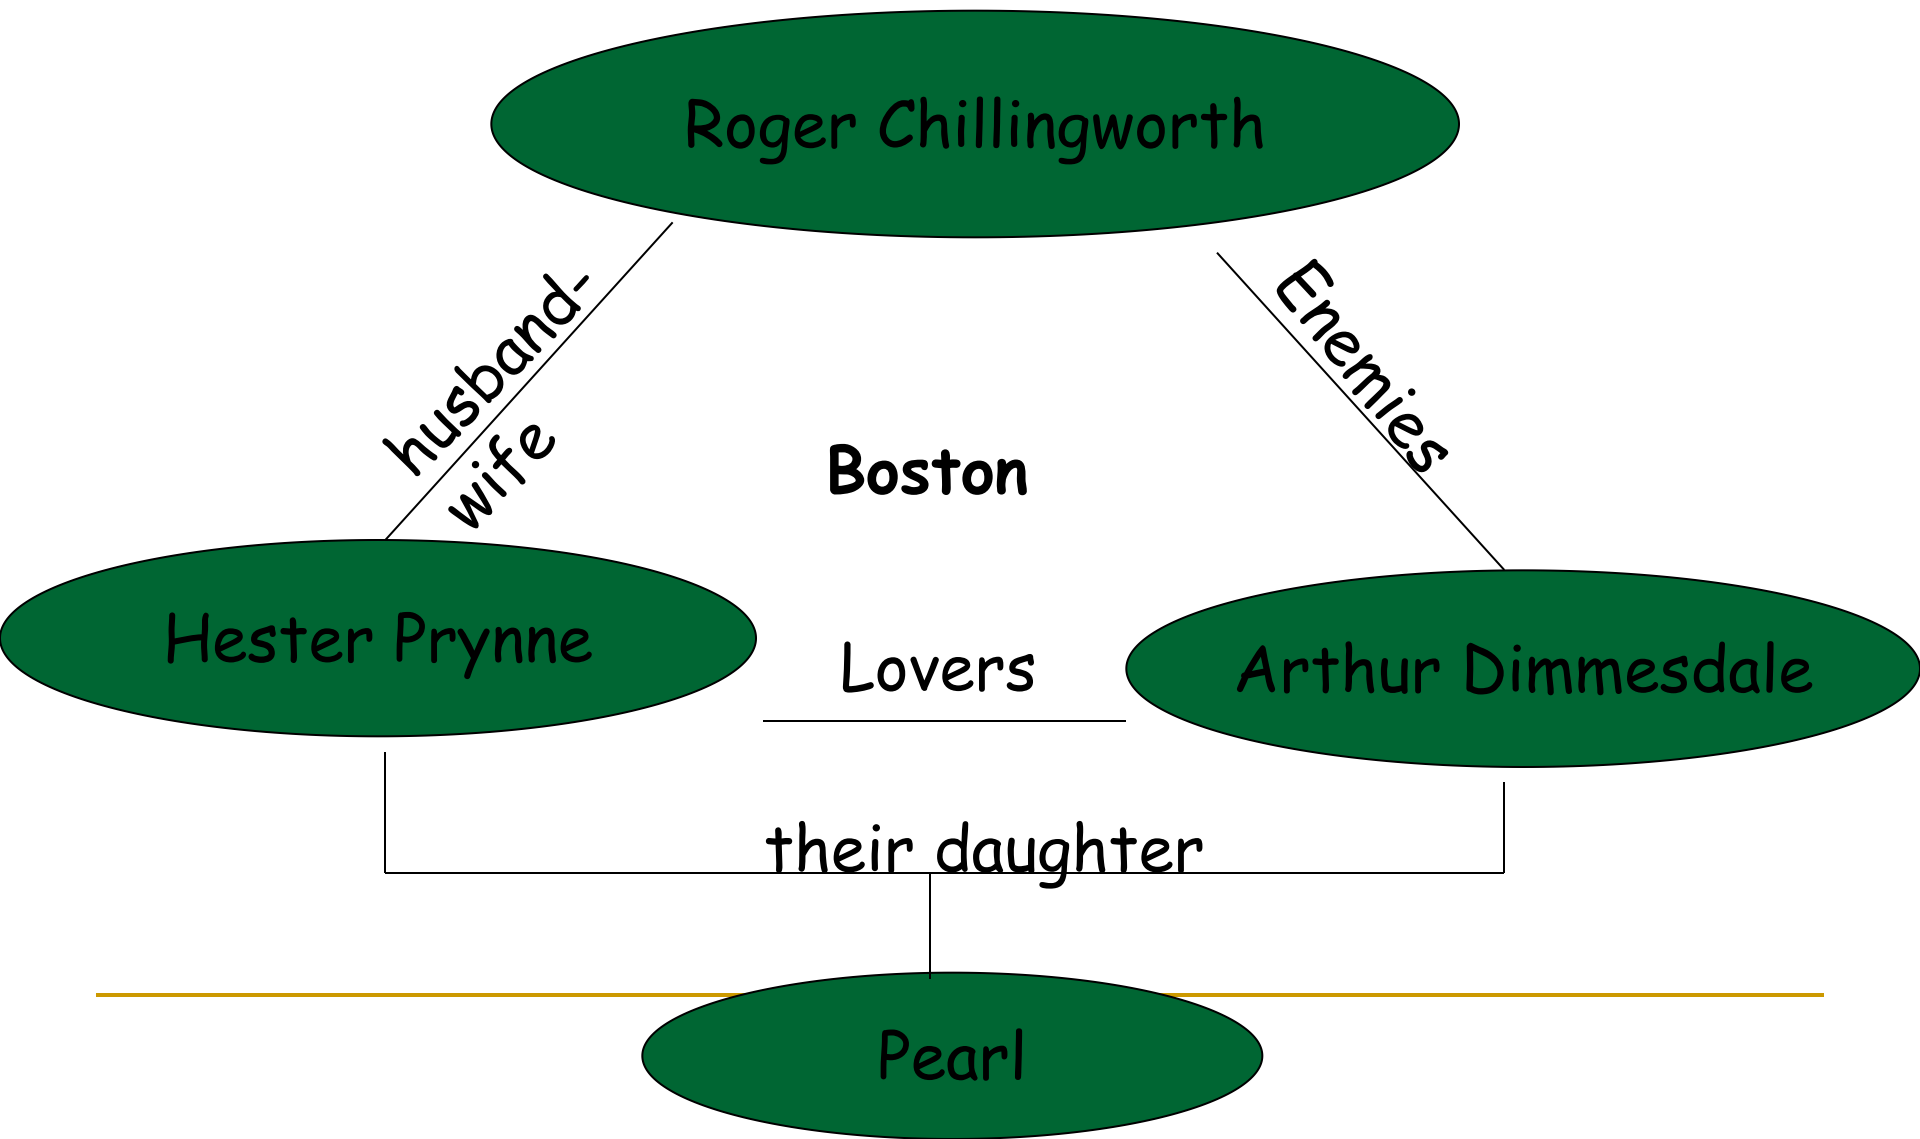 Roger Chillingworth
husband-
wife
Enemies
Boston
Hester Prynne
Lovers
Arthur Dimmesdale
their daughter
Pearl